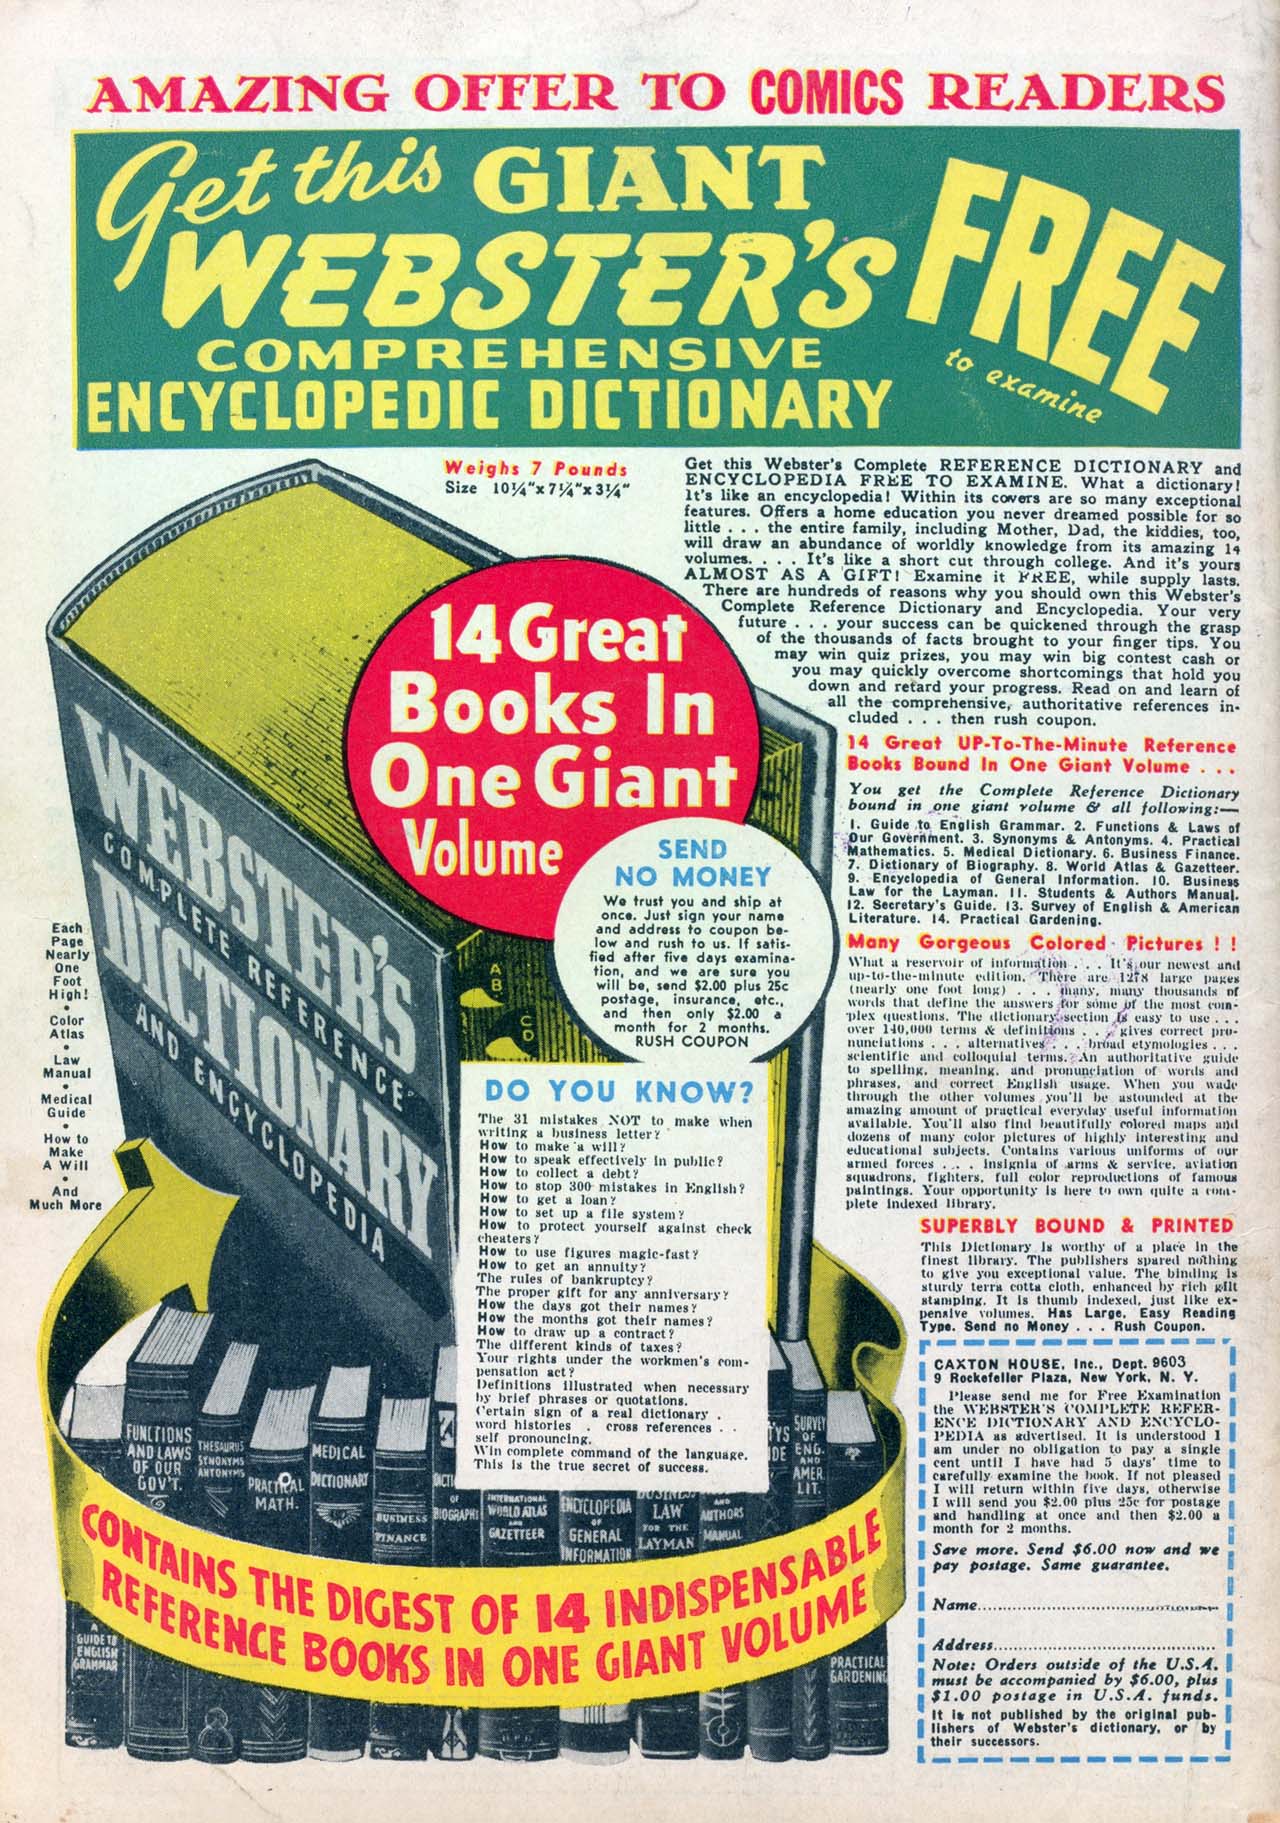 AMAZING OFFER TO COMICS READERS
Get this GIANT
WEBSTER'S
COMPREHENSIVE
ENCYCLOPEDIC DICTIONARY
FREE
to examine
Weighs 7 Pounds
Size 10¼"x7¼"x3¼"
Get this Webster's Complete REFERENCE DICTIONARY and
ENCYCLOPEDIA FREE TO EXAMINE. What a dictionary!
It's like an encyclopedia! Within its covers are so many exceptional
features. Offers a home education you never dreamed possible for so
little . . . the entire family, including Mother, Dad, the kiddies, too,
will draw an abundance of worldly knowledge from its amazing 14
volumes. . . . It's like a short cut through college. And it's yours
ALMOST AS A GIFT! Examine it FREE, while supply lasts.
There are hundreds of reasons why you should own this Webster's
Complete Reference Dictionary and Encyclopedia. Your very
future . . . your success can be quickened through the grasp
of the thousands of facts brought to your finger tips. You
may win quiz prizes, you may win big contest cash or
you may quickly overcome shortcomings that hold you
down and retard your progress. Read on and learn of
all the comprehensive, authoritative references in-
cluded . . . then rush coupon.
14 Great UP-To-The-Minute Reference
Books Bound In One Giant Volume . . .
You get the Complete Reference Dictionary
bound in one giant volume & all following:—
1. Guide to English Grammar. 2. Functions & Laws of
Our Government. 3. Synonyms & Antonyms. 4. Practical
Mathematics. 5. Medical Dictionary. 6. Business Finance.
7. Dictionary of Biography. 8. World Atlas & Gazetteer.
9. Encyclopedia of General Information. 10. Business
Law for the Layman. 11. Students & Authors Manual.
12. Secretary's Guide. 13. Survey of English & American
Literature. 14. Practical Gardening.
Many Gorgeous Colored Pictures ! !
What a reservoir of information . . . It's our newest and
up-to-the-minute edition. There are 1278 large pages
(nearly one foot long) . . . many, many thousands of
words that define the answers for some of the most com-
plex questions. The dictionary section is easy to use . . .
over 140,000 terms & definitions . . . gives correct pro-
nunciations . . . alternatives . . . broad etymologies . . .
scientific and colloquial terms. An authoritative guide
to spelling, meaning, and pronunciation of words and
phrases, and correct English usage. When you wade
through the other volumes you'll be astounded at the
amazing amount of practical everyday useful information
available. You'll also find beautifully colored maps and
dozens of many color pictures of highly interesting and
educational subjects. Contains various uniforms of our
armed forces . . . insignia of arms & service, aviation
squadrons, fighters, full color reproductions of famous
paintings. Your opportunity is here to own quite a com-
plete indexed library.
SUPERBLY BOUND & PRINTED
This Dictionary is worthy of a place in the
finest library. The publishers spared nothing
to give you exceptional value. The binding is
sturdy terra cotta cloth, enhanced by rich gilt
stamping. It is thumb indexed, just like ex-
pensive volumes. Has Large, Easy Reading
Type. Send no Money . . . Rush Coupon.
14 Great
Books In
One Giant
Volume
SEND
NO MONEY
We trust you and ship at
once. Just sign your name
and address to coupon be-
low and rush to us. If satis-
fied after five days examina-
tion, and we are sure you
will be, send $2.00 plus 25c
postage, insurance, etc.,
and then only $2.00 a
month for 2 months.
RUSH COUPON
WEBSTER'S
COMPLETE REFERENCE
DICTIONARY
AND ENCYCLOPEDIA
AB
CD
Each
Page
Nearly
One
Foot
High!
•
Color
Atlas
•
Law
Manual
•
Medical
Guide
•
How to
Make
A Will
•
And
Much More
DO YOU KNOW?
The 31 mistakes NOT to make when
writing a business letter?
How to make a will?
How to speak effectively in public?
How to collect a debt?
How to stop 300 mistakes in English?
How to get a loan?
How to set up a file system?
How to protect yourself against check
cheaters?
How to use figures magic-fast?
How to get an annuity?
The rules of bankruptcy?
The proper gift for any anniversary?
How the days got their names?
How the months got their names?
How to draw up a contract?
The different kinds of taxes?
Your rights under the workmen's com-
pensation act?
Definitions illustrated when necessary
by brief phrases or quotations.
Certain sign of a real dictionary .
word histories . cross references . .
self pronouncing.
Win complete command of the language.
This is the true secret of success.
A GUIDE TO ENGLISH GRAMMAR
FUNCTIONS AND LAWS OF OUR GOV'T.
THESAURUS SYNONYMS ANTONYMS
PRACTICAL MATH.
MEDICAL DICTIONARY
BUSINESS FINANCE
OF BIOGRAPHY
INTERNATIONAL WORLD ATLAS AND GAZETTEER
ENCYCLOPEDIA OF GENERAL INFORMATION
BUSINESS LAW FOR THE LAYMAN
AUTHORS MANUAL
SURVEY OF ENG. AND AMER. LIT.
PRACTICAL GARDENING
CONTAINS THE DIGEST OF 14 INDISPENSABLE
REFERENCE BOOKS IN ONE GIANT VOLUME
CAXTON HOUSE, Inc., Dept. 9603
9 Rockefeller Plaza, New York, N. Y.
Please send me for Free Examination
the WEBSTER'S COMPLETE REFER-
ENCE DICTIONARY AND ENCYCLO-
PEDIA as advertised. It is understood I
am under no obligation to pay a single
cent until I have had 5 days' time to
carefully examine the book. If not pleased
I will return within five days, otherwise
I will send you $2.00 plus 25c for postage
and handling at once and then $2.00 a
month for 2 months.
Save more. Send $6.00 now and we
pay postage. Same guarantee.
Name
Address
Note: Orders outside of the U.S.A.
must be accompanied by $6.00, plus
$1.00 postage in U.S.A. funds.
It is not published by the original pub-
lishers of Webster's dictionary, or by
their successors.